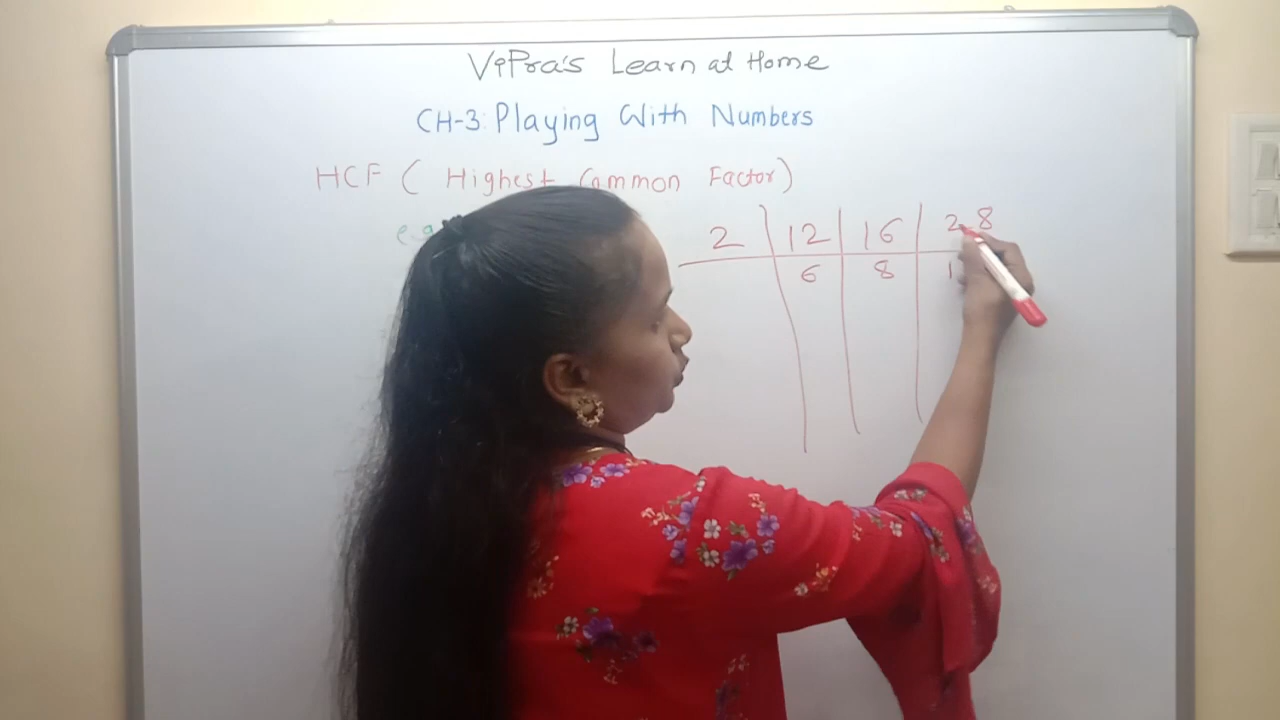 ViPra's Learn at Home
CH-3: Playing With Numbers
HCF ( Highest Common Factor)
2 12 16 28
6 8 1